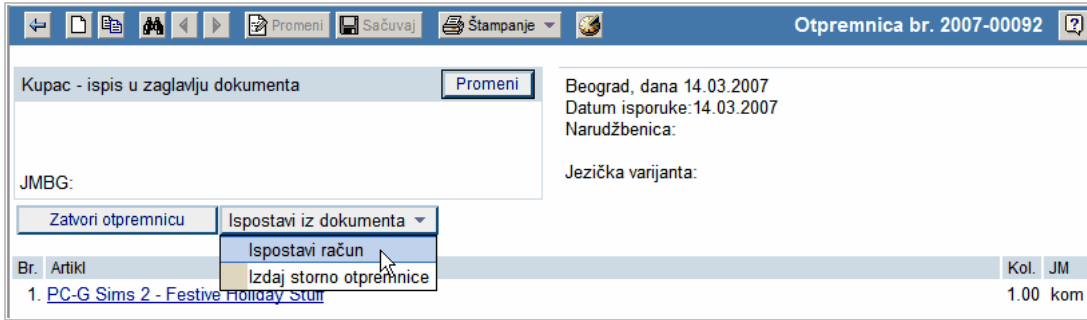 Promeni Sačuvaj Štampanje Otpremnica br. 2007-00092
Kupac - ispis u zaglavlju dokumenta Promeni
Beograd, dana 14.03.2007
Datum isporuke:14.03.2007
Narudžbenica:
Jezička varijanta:
JMBG:
Zatvori otpremnicu Ispostavi iz dokumenta
Ispostavi račun
Izdaj storno otpremnice
Br. Artikl Kol. JM
1. PC-G Sims 2 - Festive Holiday Stuff 1.00 kom